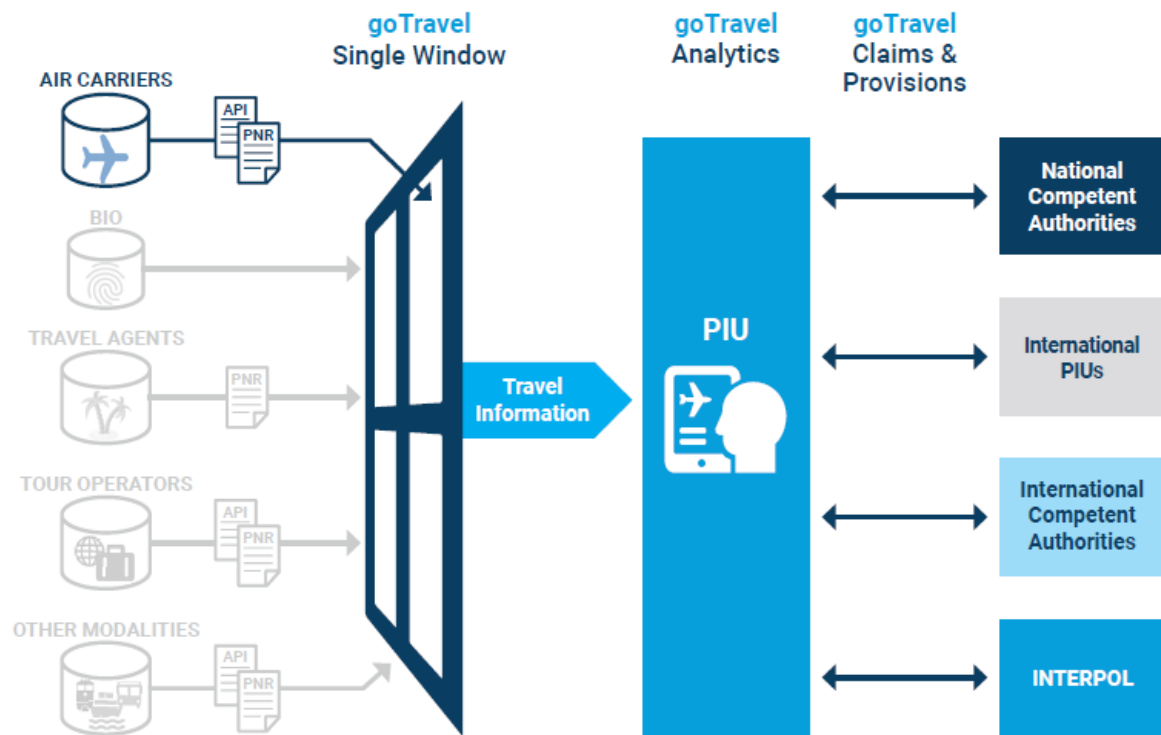 goTravel
Single Window
goTravel
Analytics
goTravel
Claims &
Provisions
AIR CARRIERS
API
PNR
BIO
TRAVEL AGENTS
PNR
TOUR OPERATORS
API
PNR
OTHER MODALITIES
API
PNR
Travel
Information
PIU
National
Competent
Authorities
International
PIUs
International
Competent
Authorities
INTERPOL